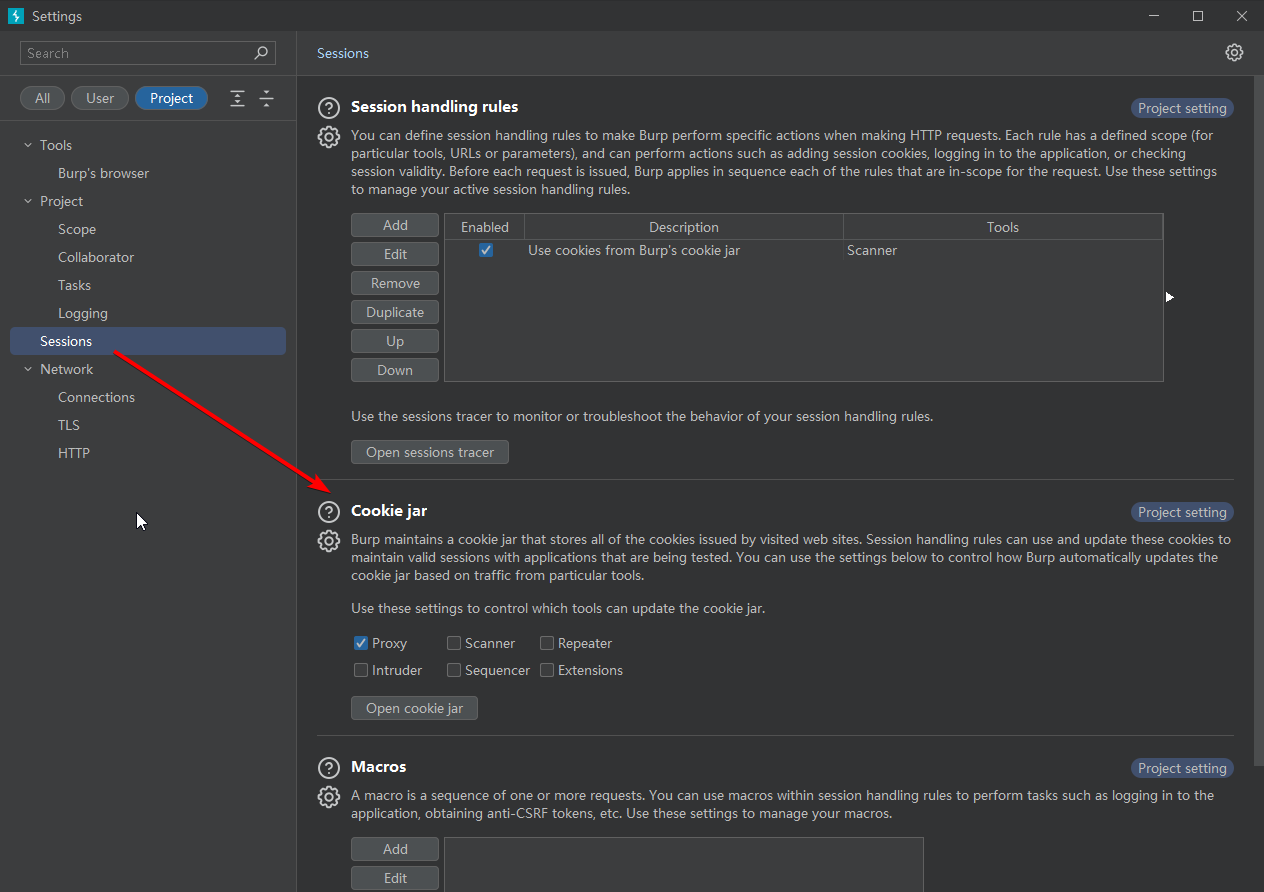 Settings
Search
All
User
Project
Tools
Burp's browser
Project
Scope
Collaborator
Tasks
Logging
Sessions
Network
Connections
TLS
HTTP
Sessions
Session handling rules
Project setting
You can define session handling rules to make Burp perform specific actions when making HTTP requests. Each rule has a defined scope (for
particular tools, URLs or parameters), and can perform actions such as adding session cookies, logging in to the application, or checking
session validity. Before each request is issued, Burp applies in sequence each of the rules that are in-scope for the request. Use these settings
to manage your active session handling rules.
Add
Edit
Remove
Duplicate
Up
Down
Enabled Description Tools
Use cookies from Burp's cookie jar Scanner
Use the sessions tracer to monitor or troubleshoot the behavior of your session handling rules.
Open sessions tracer
Cookie jar
Project setting
Burp maintains a cookie jar that stores all of the cookies issued by visited web sites. Session handling rules can use and update these cookies to
maintain valid sessions with applications that are being tested. You can use the settings below to control how Burp automatically updates the
cookie jar based on traffic from particular tools.
Use these settings to control which tools can update the cookie jar.
Proxy Scanner Repeater
Intruder Sequencer Extensions
Open cookie jar
Macros
Project setting
A macro is a sequence of one or more requests. You can use macros within session handling rules to perform tasks such as logging in to the
application, obtaining anti-CSRF tokens, etc. Use these settings to manage your macros.
Add
Edit